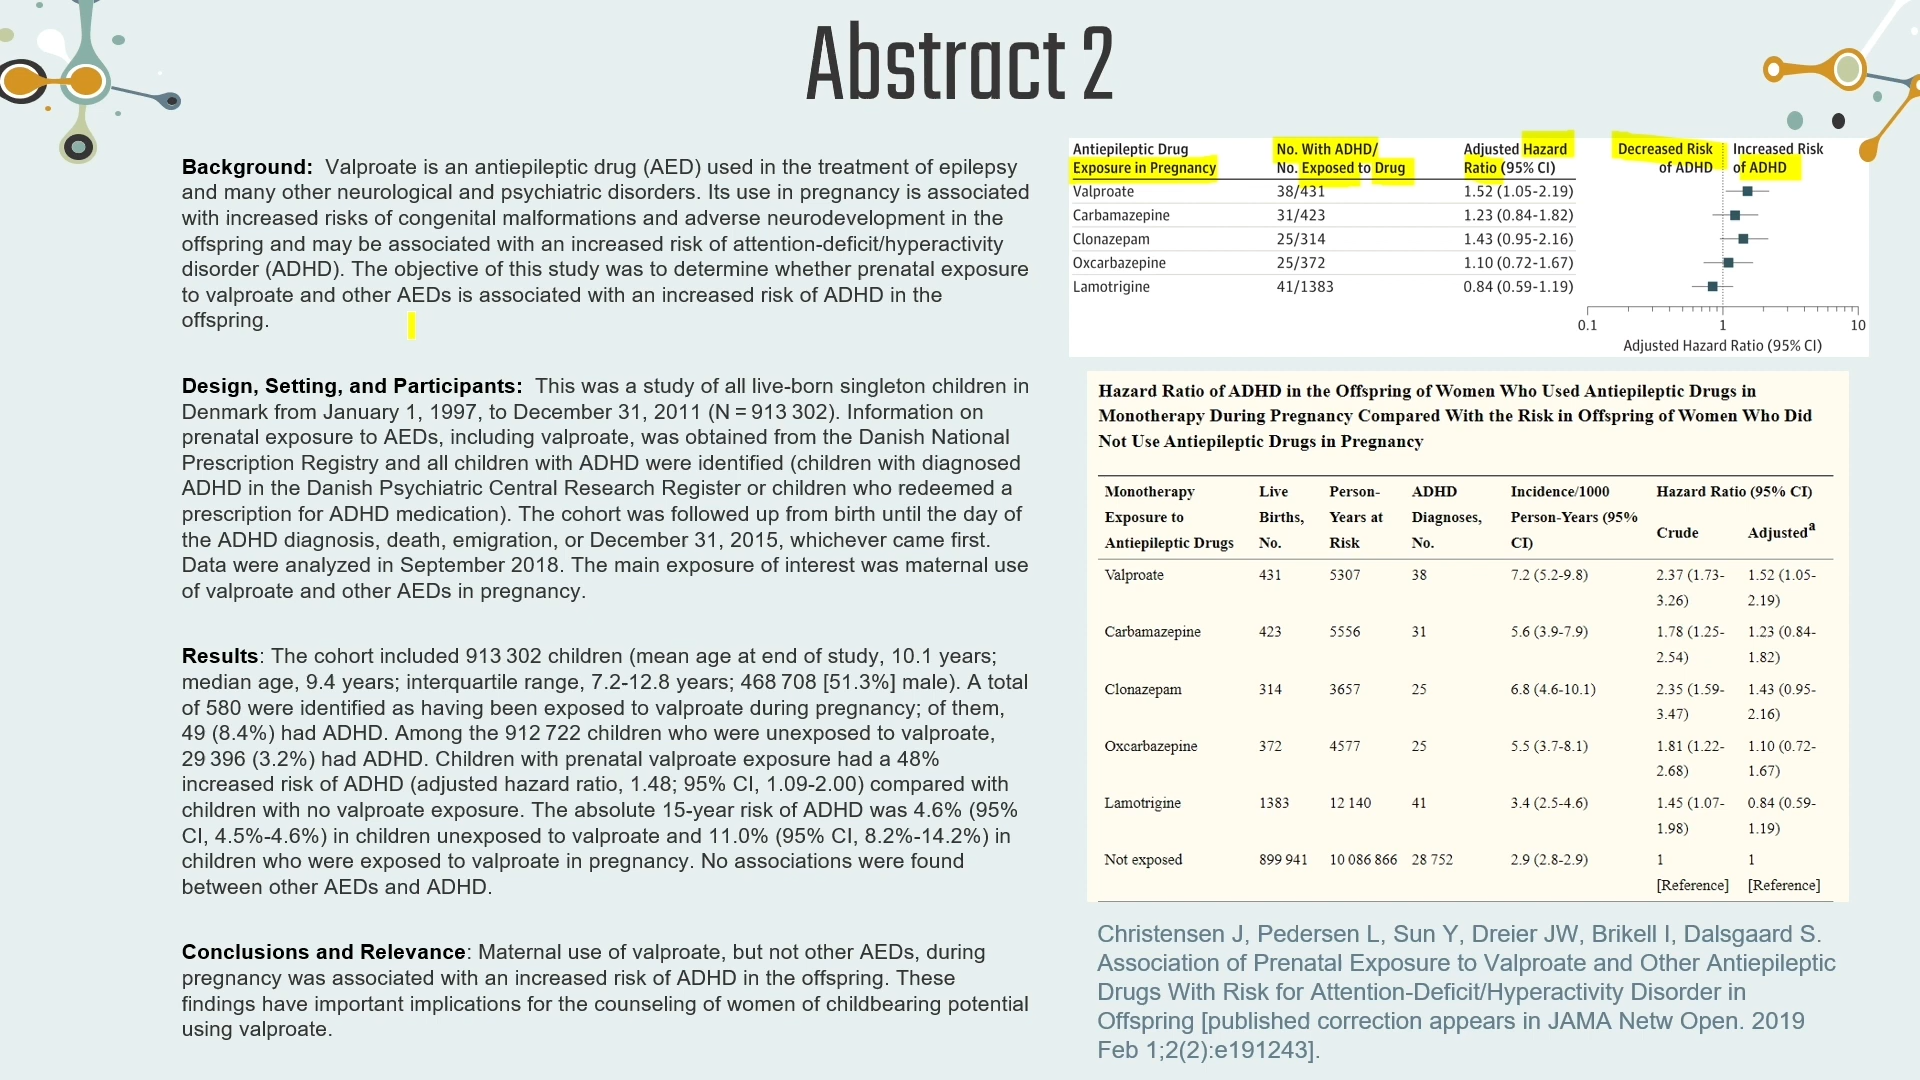 Abstract 2
Background: Valproate is an antiepileptic drug (AED) used in the treatment of epilepsy
and many other neurological and psychiatric disorders. Its use in pregnancy is associated
with increased risks of congenital malformations and adverse neurodevelopment in the
offspring and may be associated with an increased risk of attention-deficit/hyperactivity
disorder (ADHD). The objective of this study was to determine whether prenatal exposure
to valproate and other AEDs is associated with an increased risk of ADHD in the
offspring.
Design, Setting, and Participants: This was a study of all live-born singleton children in
Denmark from January 1, 1997, to December 31, 2011 (N = 913 302). Information on
prenatal exposure to AEDs, including valproate, was obtained from the Danish National
Prescription Registry and all children with ADHD were identified (children with diagnosed
ADHD in the Danish Psychiatric Central Research Register or children who redeemed a
prescription for ADHD medication). The cohort was followed up from birth until the day of
the ADHD diagnosis, death, emigration, or December 31, 2015, whichever came first.
Data were analyzed in September 2018. The main exposure of interest was maternal use
of valproate and other AEDs in pregnancy.
Results: The cohort included 913 302 children (mean age at end of study, 10.1 years;
median age, 9.4 years; interquartile range, 7.2-12.8 years; 468 708 [51.3%] male). A total
of 580 were identified as having been exposed to valproate during pregnancy; of them,
49 (8.4%) had ADHD. Among the 912 722 children who were unexposed to valproate,
29 396 (3.2%) had ADHD. Children with prenatal valproate exposure had a 48%
increased risk of ADHD (adjusted hazard ratio, 1.48; 95% CI, 1.09-2.00) compared with
children with no valproate exposure. The absolute 15-year risk of ADHD was 4.6% (95%
CI, 4.5%-4.6%) in children unexposed to valproate and 11.0% (95% CI, 8.2%-14.2%) in
children who were exposed to valproate in pregnancy. No associations were found
between other AEDs and ADHD.
Conclusions and Relevance: Maternal use of valproate, but not other AEDs, during
pregnancy was associated with an increased risk of ADHD in the offspring. These
findings have important implications for the counseling of women of childbearing potential
using valproate.
Antiepileptic Drug No. With ADHD/ Adjusted Hazard Decreased Risk Increased Risk
Exposure in Pregnancy No. Exposed to Drug Ratio (95% CI) of ADHD of ADHD
Valproate 38/431 1.52 (1.05-2.19)
Carbamazepine 31/423 1.23 (0.84-1.82)
Clonazepam 25/314 1.43 (0.95-2.16)
Oxcarbazepine 25/372 1.10 (0.72-1.67)
Lamotrigine 41/1383 0.84 (0.59-1.19)
0.1 1 10
Adjusted Hazard Ratio (95% CI)
Hazard Ratio of ADHD in the Offspring of Women Who Used Antiepileptic Drugs in
Monotherapy During Pregnancy Compared With the Risk in Offspring of Women Who Did
Not Use Antiepileptic Drugs in Pregnancy
Monotherapy Live Person- ADHD Incidence/1000 Hazard Ratio (95% CI)
Exposure to Births, Years at Diagnoses, Person-Years (95% Crude Adjustedᵃ
Antiepileptic Drugs No. Risk No. CI)
Valproate 431 5307 38 7.2 (5.2-9.8) 2.37 (1.73- 1.52 (1.05-
3.26) 2.19)
Carbamazepine 423 5556 31 5.6 (3.9-7.9) 1.78 (1.25- 1.23 (0.84-
2.54) 1.82)
Clonazepam 314 3657 25 6.8 (4.6-10.1) 2.35 (1.59- 1.43 (0.95-
3.47) 2.16)
Oxcarbazepine 372 4577 25 5.5 (3.7-8.1) 1.81 (1.22- 1.10 (0.72-
2.68) 1.67)
Lamotrigine 1383 12 140 41 3.4 (2.5-4.6) 1.45 (1.07- 0.84 (0.59-
1.98) 1.19)
Not exposed 899 941 10 086 866 28 752 2.9 (2.8-2.9) 1 1
[Reference] [Reference]
Christensen J, Pedersen L, Sun Y, Dreier JW, Brikell I, Dalsgaard S.
Association of Prenatal Exposure to Valproate and Other Antiepileptic
Drugs With Risk for Attention-Deficit/Hyperactivity Disorder in
Offspring [published correction appears in JAMA Netw Open. 2019
Feb 1;2(2):e191243].